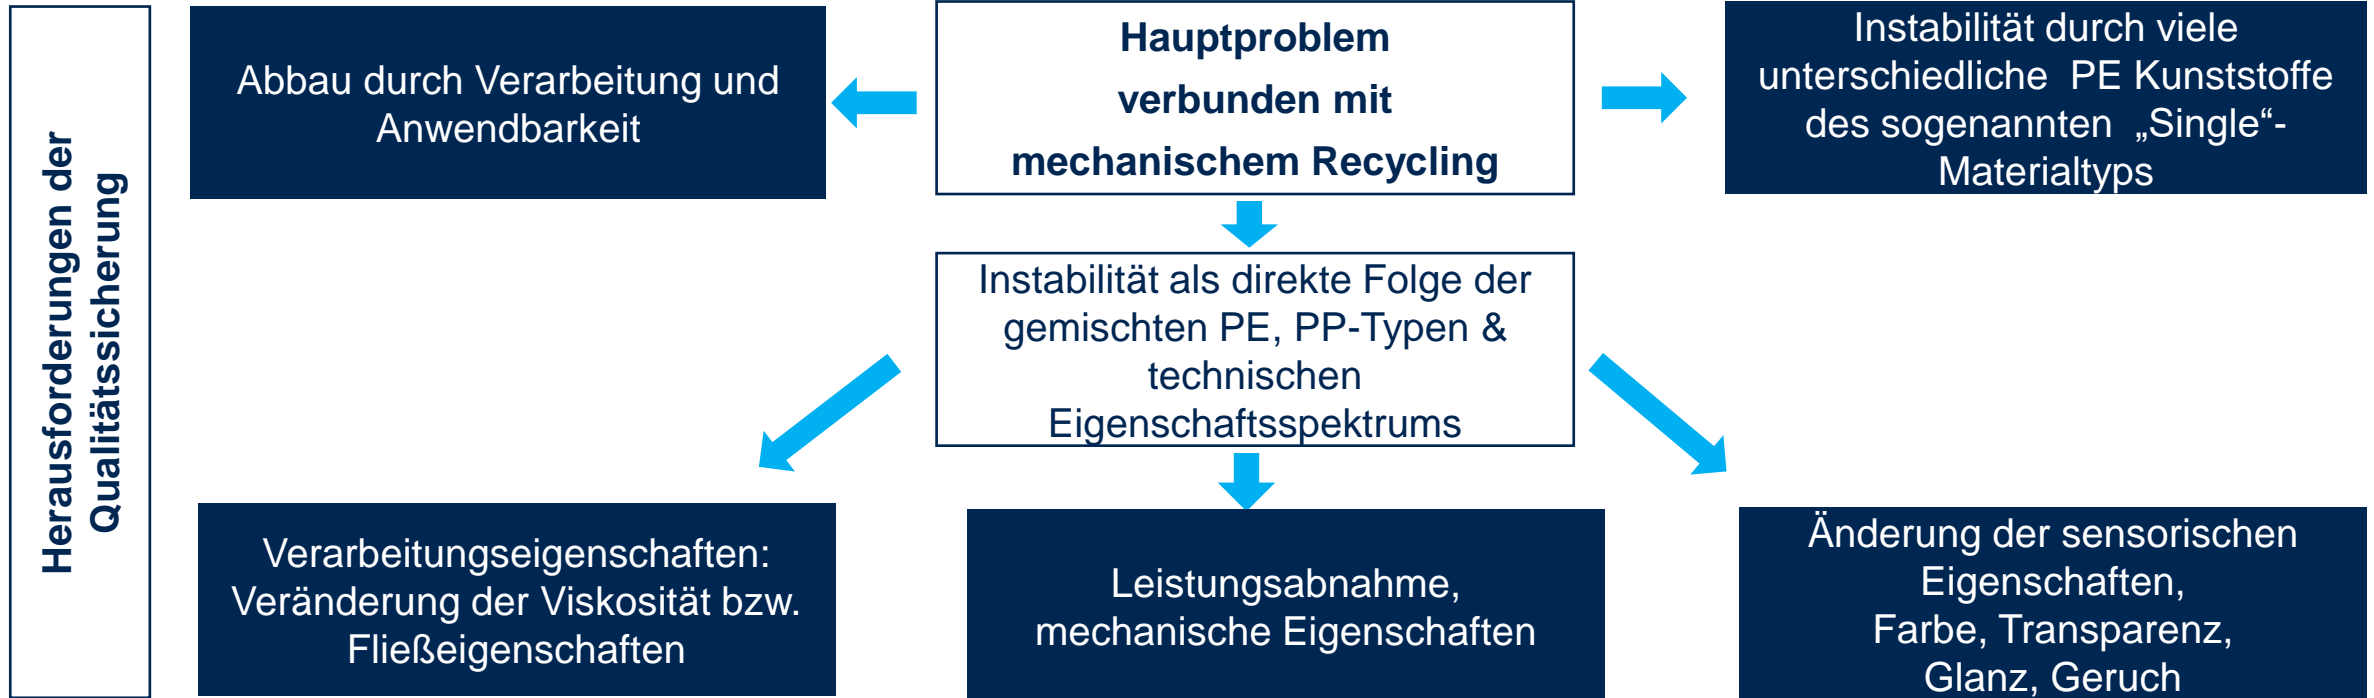 Herausforderungen der
Qualitätssicherung
Abbau durch Verarbeitung und
Anwendbarkeit
Hauptproblem
verbunden mit
mechanischem Recycling
Instabilität durch viele
unterschiedliche PE Kunststoffe
des sogenannten „Single“-
Materialtyps
Instabilität als direkte Folge der
gemischten PE, PP-Typen &
technischen
Eigenschaftsspektrums
Verarbeitungseigenschaften:
Veränderung der Viskosität bzw.
Fließeigenschaften
Leistungsabnahme,
mechanische Eigenschaften
Änderung der sensorischen
Eigenschaften,
Farbe, Transparenz,
Glanz, Geruch